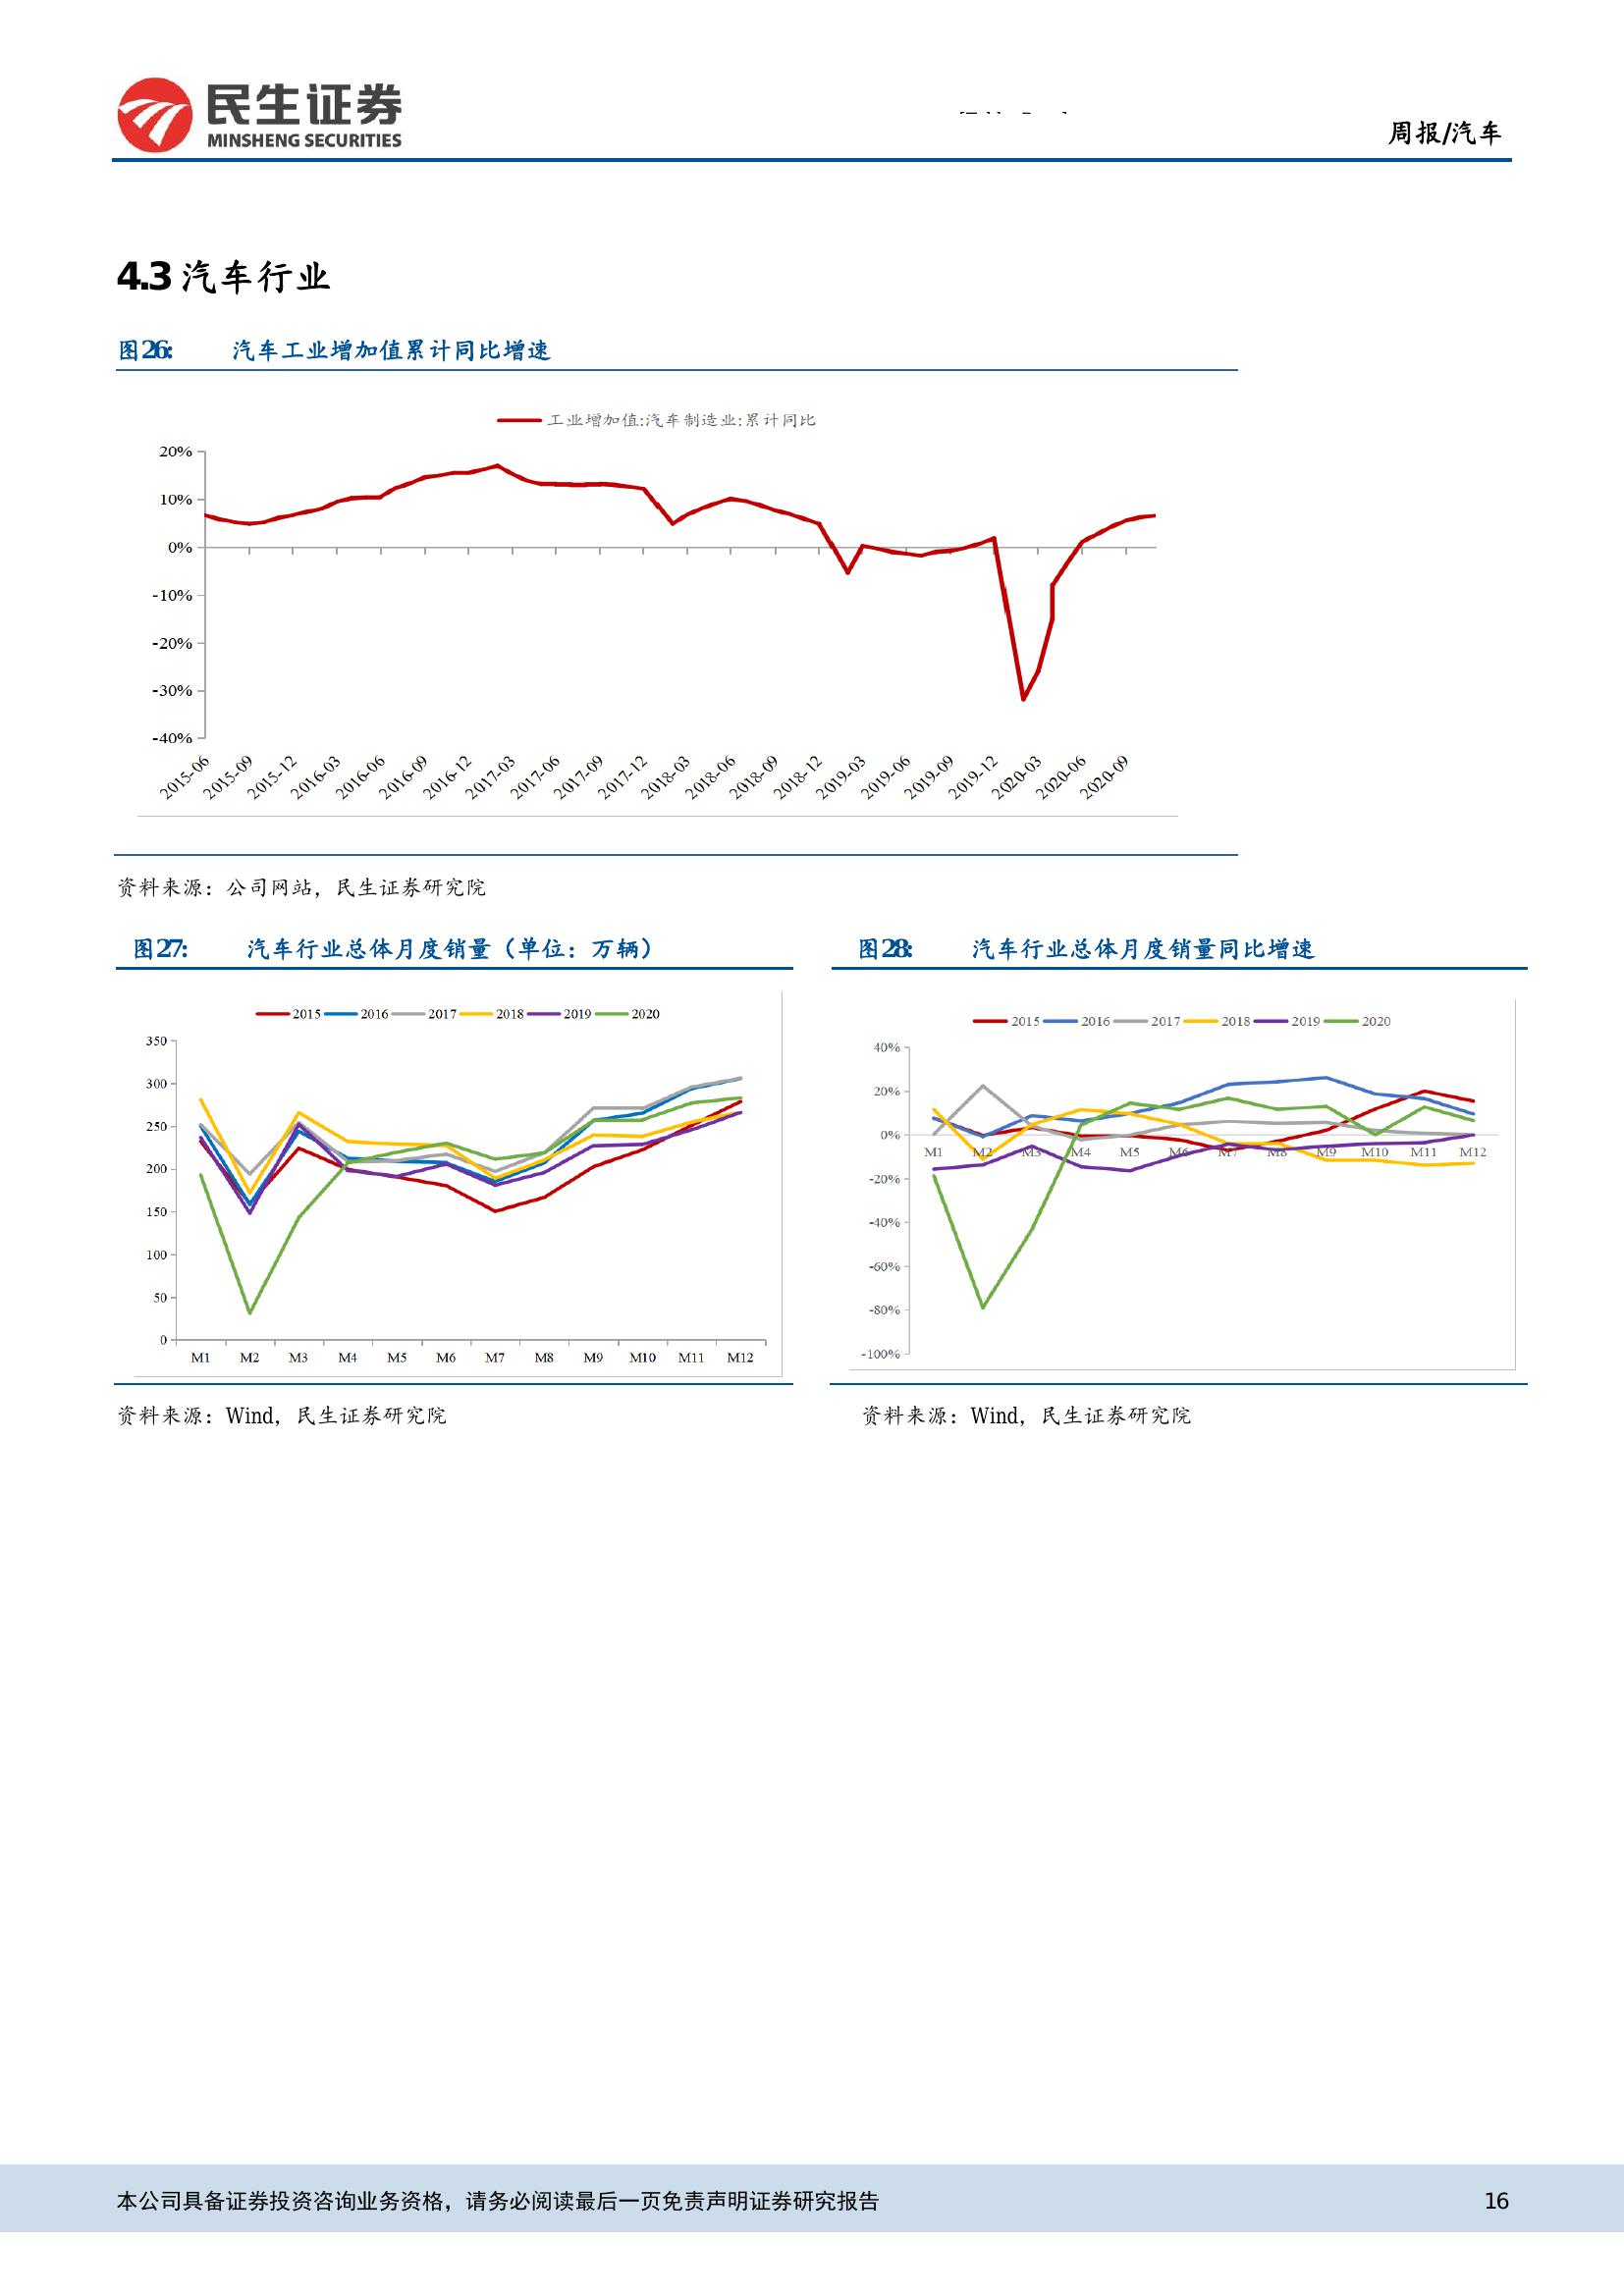 民生证券
MINSHENG SECURITIES
周报/汽车
4.3 汽车行业
图26: 汽车工业增加值累计同比增速
工业增加值:汽车制造业:累计同比
20%
10%
0%
-10%
-20%
-30%
-40%
2015-06 2015-09 2015-12 2016-03 2016-06 2016-09 2016-12 2017-03 2017-06 2017-09 2017-12 2018-03 2018-06 2018-09 2018-12 2019-03 2019-06 2019-09 2019-12 2020-03 2020-06 2020-09
资料来源：公司网站，民生证券研究院
图27: 汽车行业总体月度销量（单位：万辆）
2015 2016 2017 2018 2019 2020
350
300
250
200
150
100
50
0
M1 M2 M3 M4 M5 M6 M7 M8 M9 M10 M11 M12
资料来源：Wind，民生证券研究院
图28: 汽车行业总体月度销量同比增速
2015 2016 2017 2018 2019 2020
40%
20%
0%
M1 M2 M3 M4 M5 M6 M7 M8 M9 M10 M11 M12
-20%
-40%
-60%
-80%
-100%
资料来源：Wind，民生证券研究院
本公司具备证券投资咨询业务资格，请务必阅读最后一页免责声明证券研究报告 16